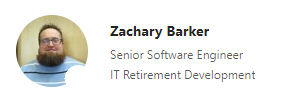 Zachary Barker
Senior Software Engineer
IT Retirement Development